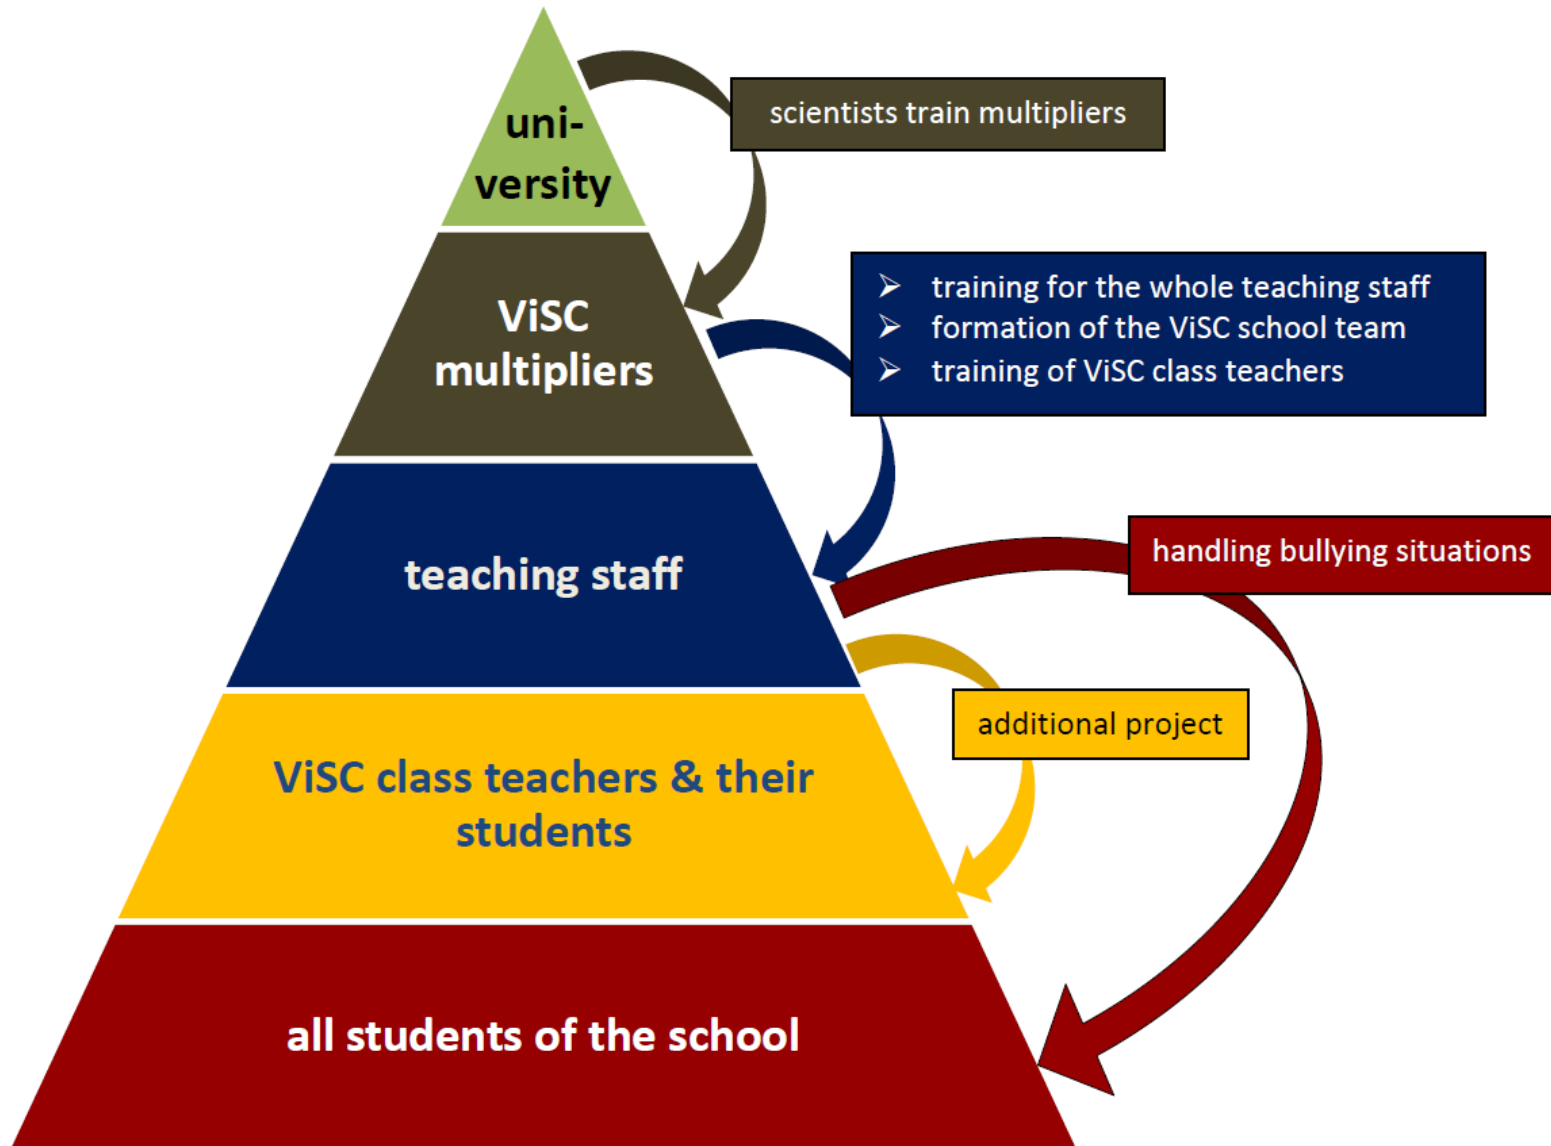 uni-
versity
scientists train multipliers
ViSC
multipliers
➢ training for the whole teaching staff
➢ formation of the ViSC school team
➢ training of ViSC class teachers
teaching staff
handling bullying situations
additional project
ViSC class teachers & their
students
all students of the school